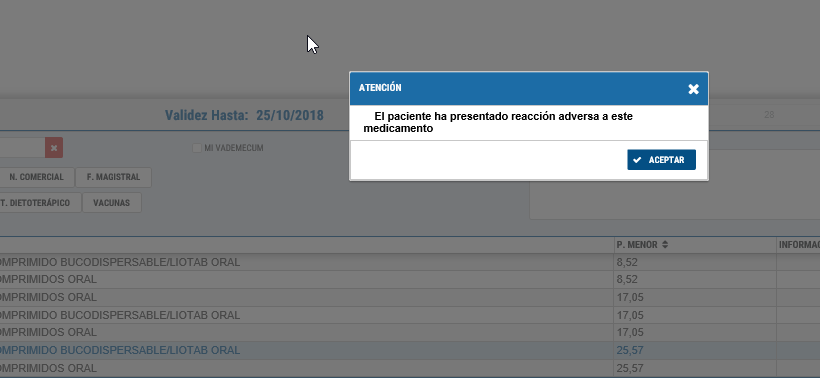 ATENCIÓN
El paciente ha presentado reacción adversa a este
medicamento
ACEPTAR
Validez Hasta: 25/10/2018
28
MI VADEMECUM
N. COMERCIAL F. MAGISTRAL
T. DIETOTERÁPICO VACUNAS
P. MENOR INFORMAC
OMPRIMIDO BUCODISPERSABLE/LIOTAB ORAL 8,52
OMPRIMIDOS ORAL 8,52
OMPRIMIDOS ORAL 17,05
OMPRIMIDO BUCODISPERSABLE/LIOTAB ORAL 17,05
OMPRIMIDOS ORAL 17,05
OMPRIMIDO BUCODISPERSABLE/LIOTAB ORAL 25,57
OMPRIMIDOS ORAL 25,57